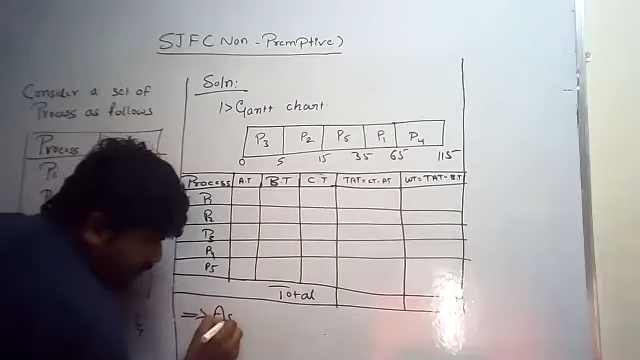 SJF(Non-Premptive)
Consider a set of
Process as follows
Process
P1
Soln:
1> Gantt chart
P3 P2 P5 P1 P4
0 5 15 35 65 115
Process A.T B.T C.T TAT=CT-AT WT=TAT-B.T
P1
P2
P3
P4
P5
Total
=> As